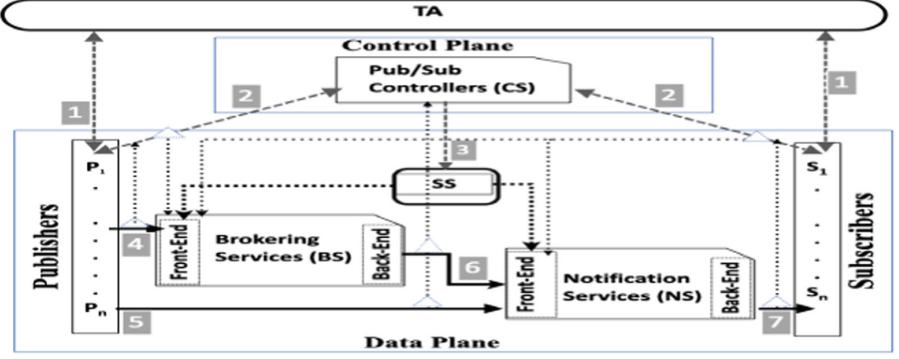 TA
Control Plane
Pub/Sub
Controllers (CS)
1
2
2
1
3
P1
S1
SS
Publishers
Subscribers
4
Front-End
Brokering
Services (BS)
Back-End
6
Front-End
Notification
Services (NS)
Back-End
Sn
Pn
5
7
Data Plane